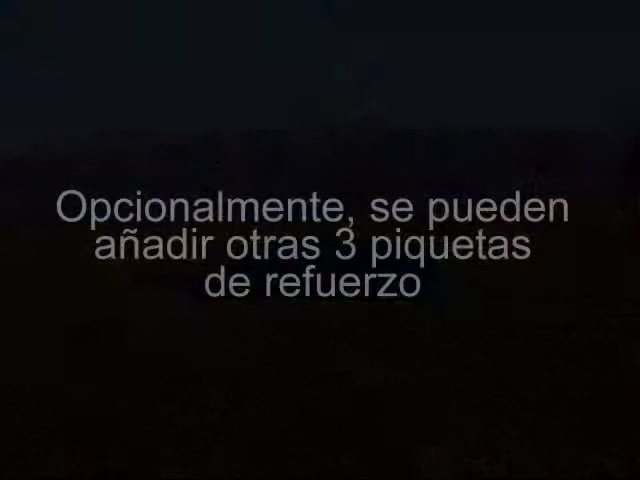 Opcionalmente, se pueden
añadir otras 3 piquetas
de refuerzo